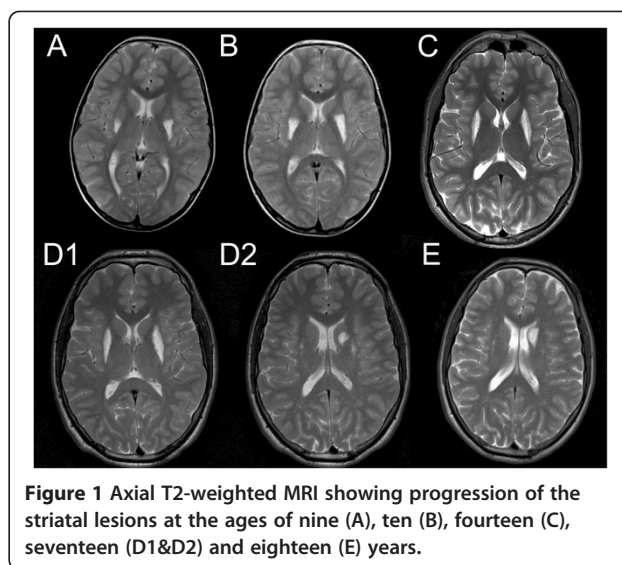 A B C
D1 D2 E
Figure 1 Axial T2-weighted MRI showing progression of the
striatal lesions at the ages of nine (A), ten (B), fourteen (C),
seventeen (D1&D2) and eighteen (E) years.